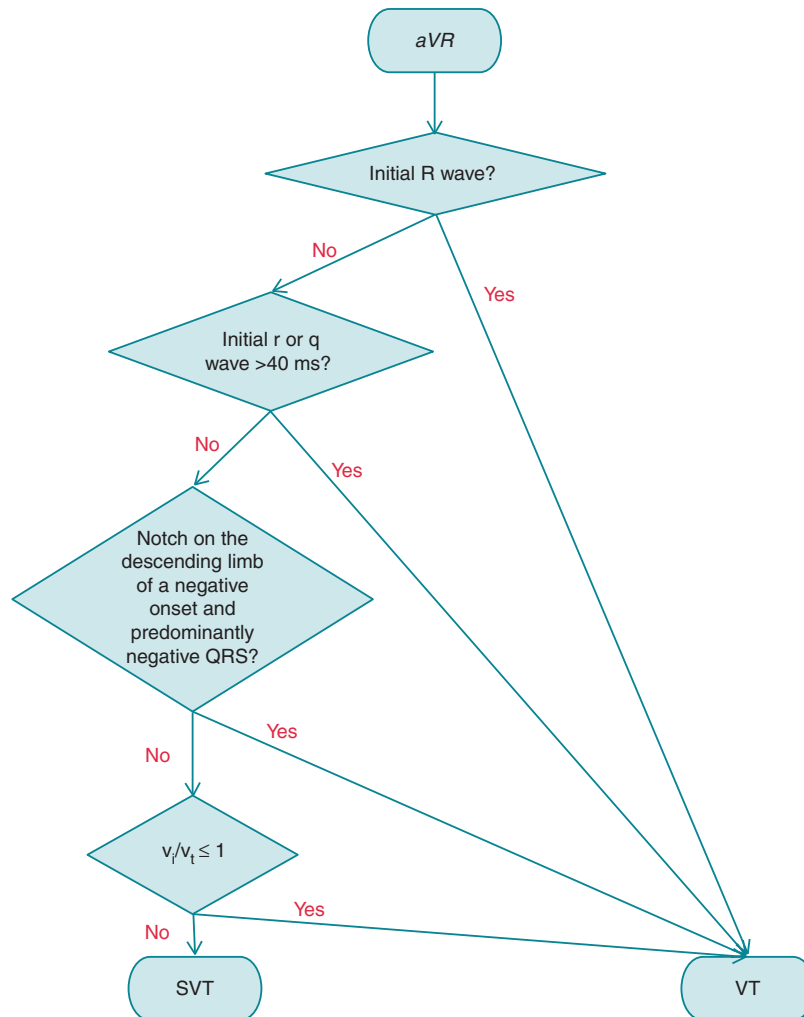 aVR
Initial R wave?
No
Yes
Initial r or q
wave >40 ms?
No
Yes
Notch on the
descending limb
of a negative
onset and
predominantly
negative QRS?
No
Yes
vᵢ/vₜ ≤ 1
No
Yes
SVT
VT